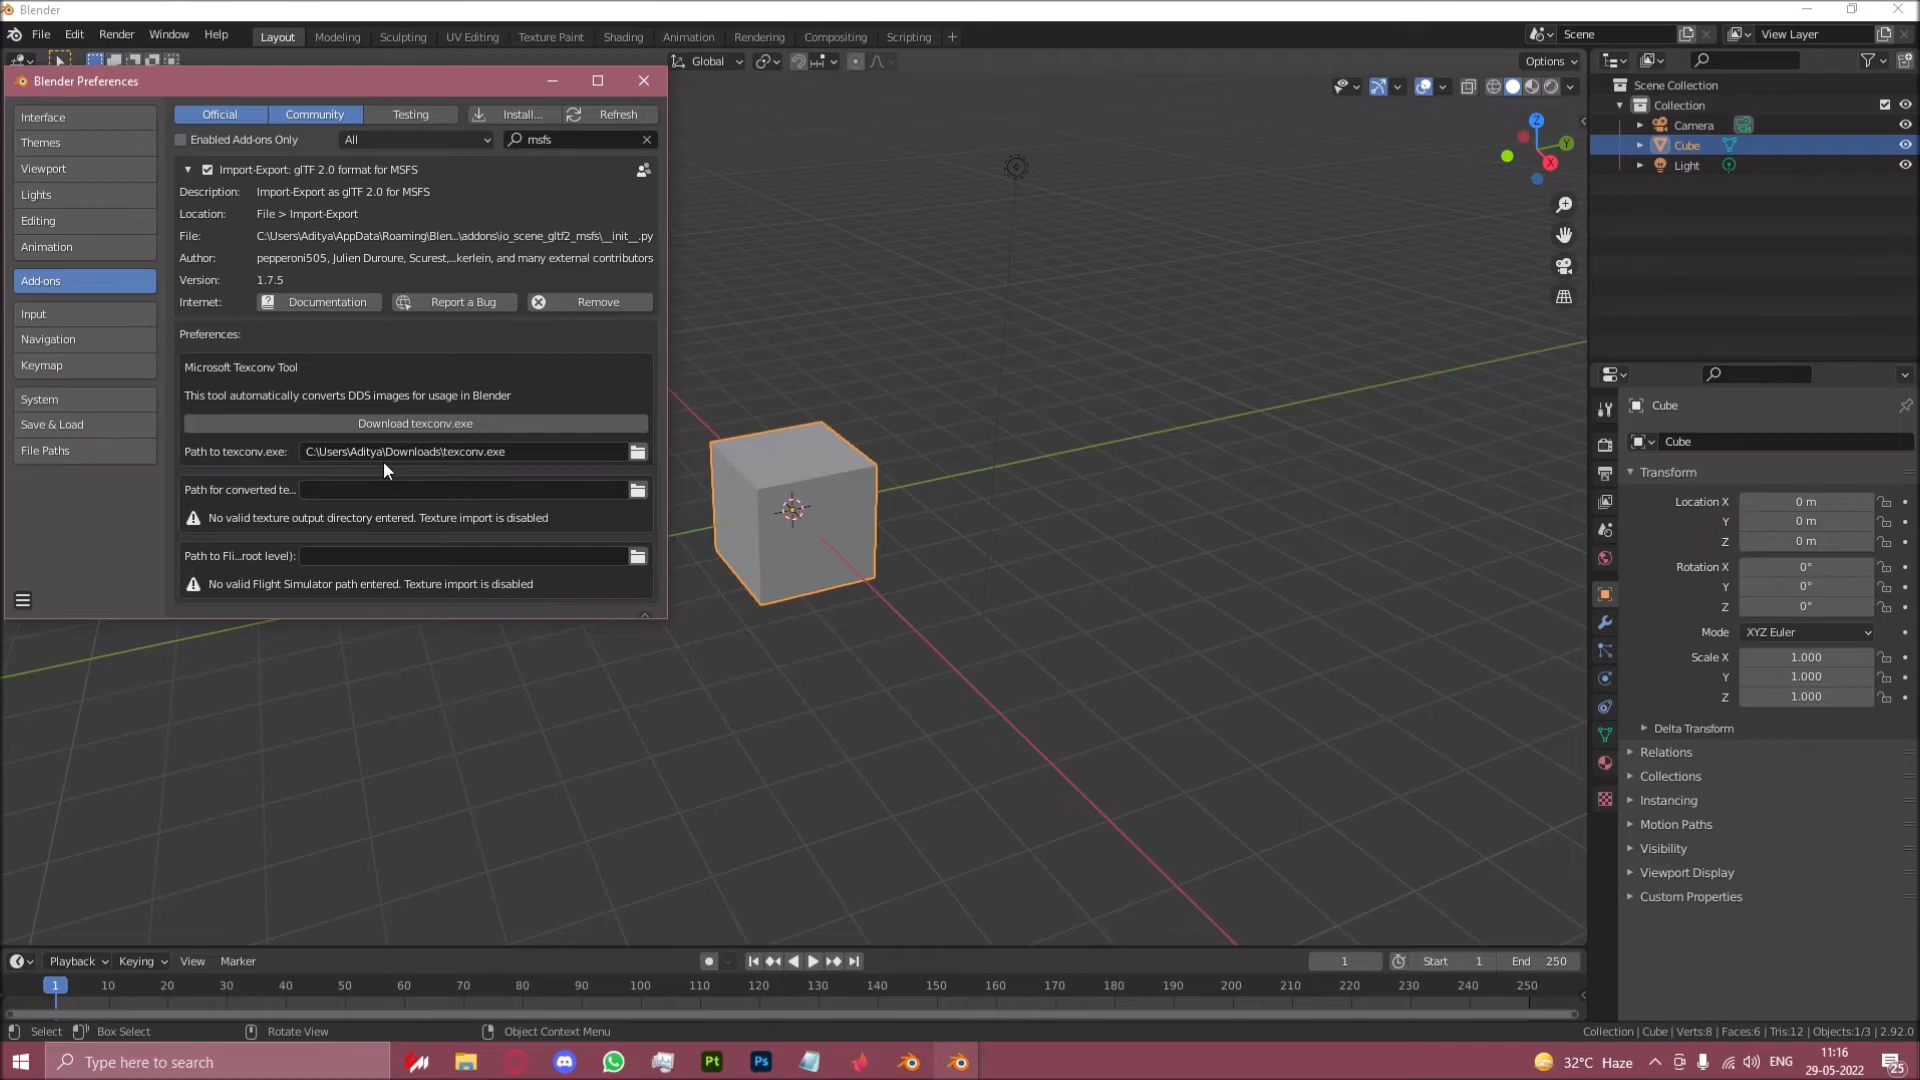 Blender
File Edit Render Window Help
Layout Modeling Sculpting UV Editing Texture Paint Shading Animation Rendering Compositing Scripting +
Scene
View Layer
Global
Options
Blender Preferences
Interface
Themes
Viewport
Lights
Editing
Animation
Add-ons
Input
Navigation
Keymap
System
Save & Load
File Paths
Official Community Testing Install... Refresh
Enabled Add-ons Only All msfs
Import-Export: glTF 2.0 format for MSFS
Description: Import-Export as glTF 2.0 for MSFS
Location: File > Import-Export
File: C:\Users\Aditya\AppData\Roaming\Blen...\addons\io_scene_gltf2_msfs\__init__.py
Author: pepperoni505, Julien Duroure, Scurest,...kerlein, and many external contributors
Version: 1.7.5
Internet: Documentation Report a Bug Remove
Preferences:
Microsoft Texconv Tool
This tool automatically converts DDS images for usage in Blender
Download texconv.exe
Path to texconv.exe: C:\Users\Aditya\Downloads\texconv.exe
Path for converted te...
No valid texture output directory entered. Texture import is disabled
Path to Fli...root level):
No valid Flight Simulator path entered. Texture import is disabled
Z
Y
X
Scene Collection
Collection
Camera
Cube
Light
Cube
Cube
Transform
Location X 0 m
Y 0 m
Z 0 m
Rotation X 0°
Y 0°
Z 0°
Mode XYZ Euler
Scale X 1.000
Y 1.000
Z 1.000
Delta Transform
Relations
Collections
Instancing
Motion Paths
Visibility
Viewport Display
Custom Properties
Playback Keying View Marker
1 Start 1 End 250
1 10 20 30 40 50 60 70 80 90 100 110 120 130 140 150 160 170 180 190 200 210 220 230 240 250
Select Box Select Rotate View Object Context Menu
Collection | Cube | Verts:8 | Faces:6 | Tris:12 | Objects:1/3 | 2.92.0
Type here to search
Pt
Ps
32°C Haze
ENG
11:16
29-05-2022
25